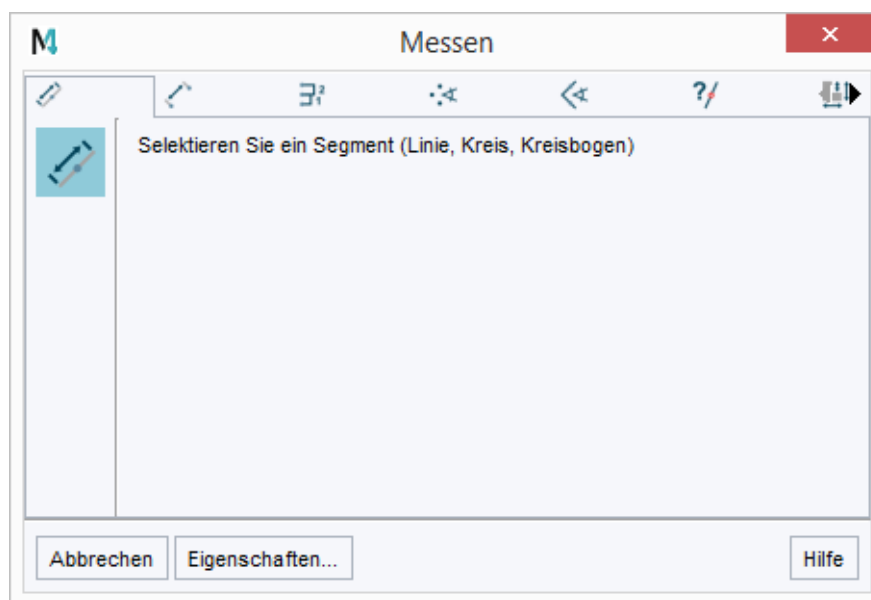 Messen
Selektieren Sie ein Segment (Linie, Kreis, Kreisbogen)
Abbrechen Eigenschaften... Hilfe